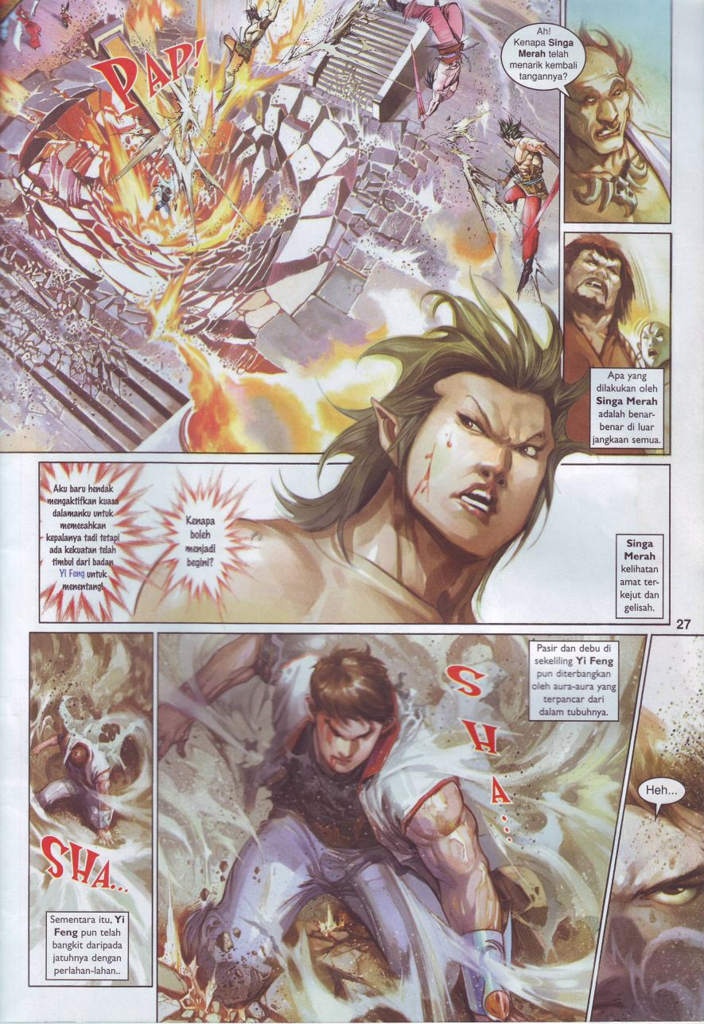 PAP!
Ah!
Kenapa Singa
Merah telah
menarik kembali
tangannya?
Apa yang
dilakukan oleh
Singa Merah
adalah benar-
benar di luar
jangkaan semua.
Aku baru hendak
mengaktifkan kuasa
dalamanku untuk
memecahkan
kepalanya tadi tetapi
ada kekuatan telah
timbul dari badan
Yi Feng untuk
menentang!
Kenapa
boleh
menjadi
begini?
Singa
Merah
kelihatan
amat ter-
kejut dan
gelisah.
27
SHA...
Sementara itu, Yi
Feng pun telah
bangkit daripada
jatuhnya dengan
perlahan-lahan..
Pasir dan debu di
sekeliling Yi Feng
pun diterbangkan
oleh aura-aura yang
terpancar dari
dalam tubuhnya.
SHA...
Heh...